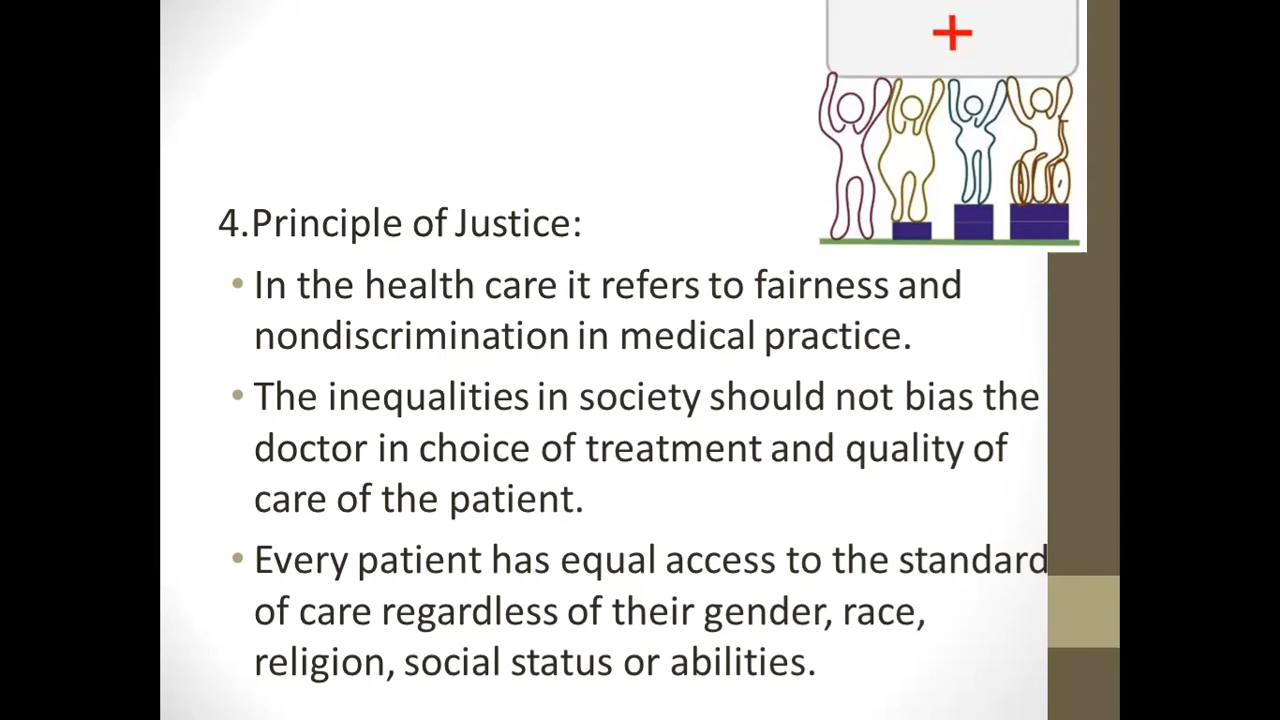 4.Principle of Justice:
• In the health care it refers to fairness and
nondiscrimination in medical practice.
• The inequalities in society should not bias the
doctor in choice of treatment and quality of
care of the patient.
• Every patient has equal access to the standard
of care regardless of their gender, race,
religion, social status or abilities.